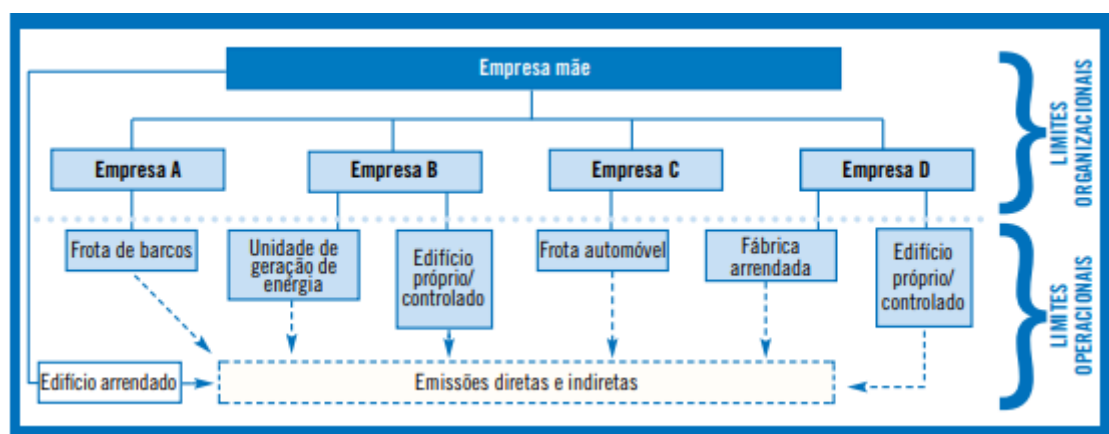 Empresa mãe
Empresa A
Empresa B
Empresa C
Empresa D
LIMITES
ORGANIZACIONAIS
Frota de barcos
Unidade de
geração de
energia
Edifício
próprio/
controlado
Frota automóvel
Fábrica
arrendada
Edifício
próprio/
controlado
LIMITES
OPERACIONAIS
Edifício arrendado
Emissões diretas e indiretas